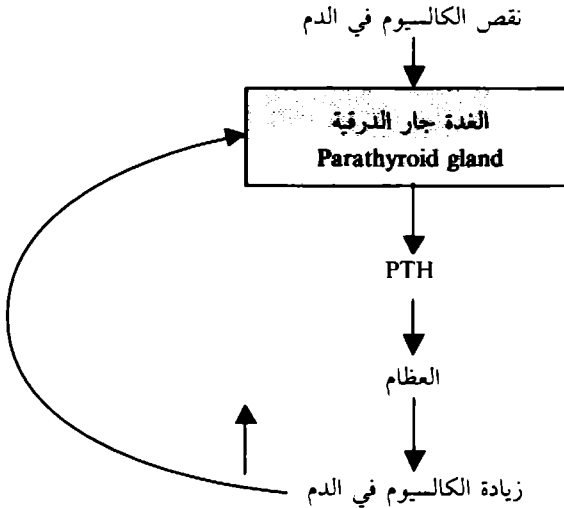 نقص الكالسيوم في الدم
الغدة جار الدرقية
Parathyroid gland
PTH
العظام
زيادة الكالسيوم في الدم